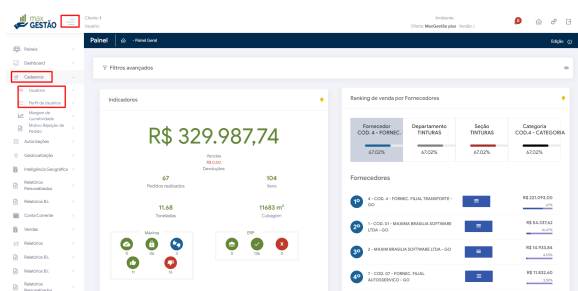 max
GESTÃO
Cliente:
Usuário:
Ambiente:
Oferta: MaxGestão plus Versão:
Painel
- Painel Geral
Edição
Painéis
Dashboard
Cadastros
Usuários
Perfil de Usuários
Margem de
Lucratividade
Motivo Rejeição de
Pedido
Autorizações
Geolocalização
Inteligência Geográfica
Relatórios
Personalizados
Relatórios B.I.
Conta Corrente
Vendas
Relatórios
Relatórios B.I.
Relatórios B.I.
Relatórios
Personalizados
Filtros avançados
Indicadores
R$ 329.987,74
Vendas
R$ 0,00
Devoluções
67
Pedidos realizados
104
Itens
11,68
Toneladas
11683 m³
Cubagem
Máxima
ERP
Ranking de venda por Fornecedores
Fornecedor
COD. 4 - FORNEC.
67.02%
Departamento
TINTURAS
67.02%
Seção
TINTURAS
67.02%
Categoria
COD.4 - CATEGORIA
67.02%
Fornecedores
1º
4 - COD. 4 - FORNEC. FILIAL TRANSPORTE -
GO
R$ 221.093,00
67%
2º
1 - COD. 01 - MAXIMA BRASILIA SOFTWARE
LTDA - GO
R$ 54.337,62
3º
2 - MAXIM BRASILIA SOFTWARE LTDA - GO
R$ 14.933,84
4º
7 - COD. 07 - FORNEC. FILIAL
AUTOSSERVICO - GO
R$ 11.832,60